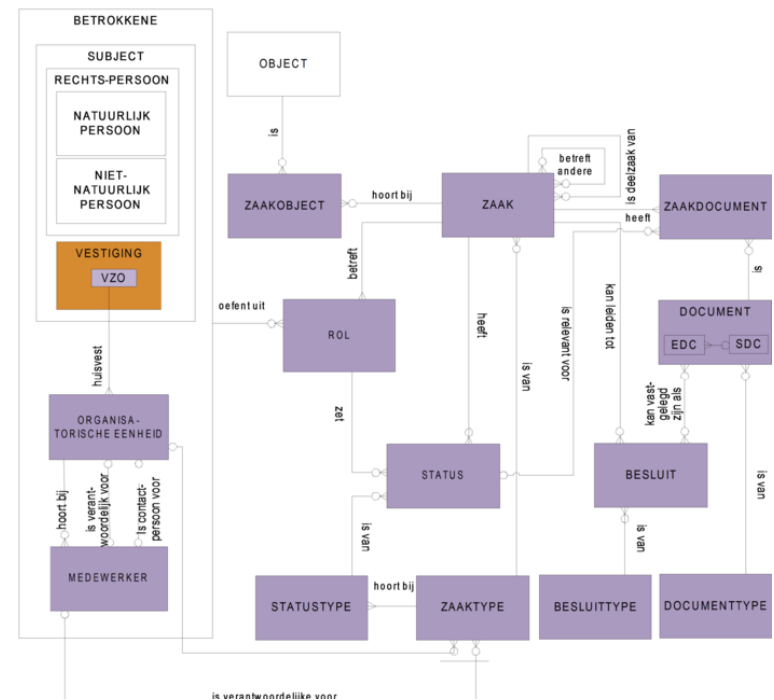 BETROKKENE
SUBJECT
RECHTS-PERSOON
NATUURLIJK
PERSOON
NIET-
NATUURLIJK
PERSOON
VESTIGING
VZO
huisvest
ORGANISA-
TORISCHE EENHEID
hoort bij
is verant-
woordelijk voor
Is contact-
persoon voor
MEDEWERKER
OBJECT
is
ZAAKOBJECT
hoort bij
ZAAK
betreft
andere
is deelzaak van
heeft
ZAAKDOCUMENT
is
DOCUMENT
EDC
SDC
oefent uit
betreft
ROL
zet
heeft
is van
is relevant voor
kan leiden tot
kan vast-
gelegd
zijn als
STATUS
BESLUIT
is van
is van
is van
STATUSTYPE
hoort bij
ZAAKTYPE
BESLUITTYPE
DOCUMENTTYPE
is verantwoordelijke voor